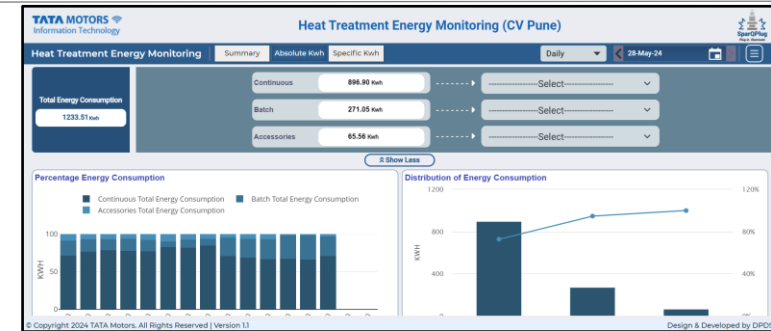 TATA MOTORS
Information Technology
Heat Treatment Energy Monitoring (CV Pune)
SparQPlug
Heat Treatment Energy Monitoring
Summary
Absolute Kwh
Specific Kwh
Daily
28-May-24
Total Energy Consumption
1233.51 Kwh
Continuous
896.90 Kwh
-----------------Select-----------------
Batch
271.05 Kwh
-----------------Select-----------------
Accessories
65.56 Kwh
-----------------Select-----------------
Show Less
Percentage Energy Consumption
Continuous Total Energy Consumption
Batch Total Energy Consumption
Accessories Total Energy Consumption
100
50
0
KWH
Distribution of Energy Consumption
1200
800
400
KWH
120%
80%
40%
© Copyright 2024 TATA Motors. All Rights Reserved | Version 1.1
Design & Developed by DPDS